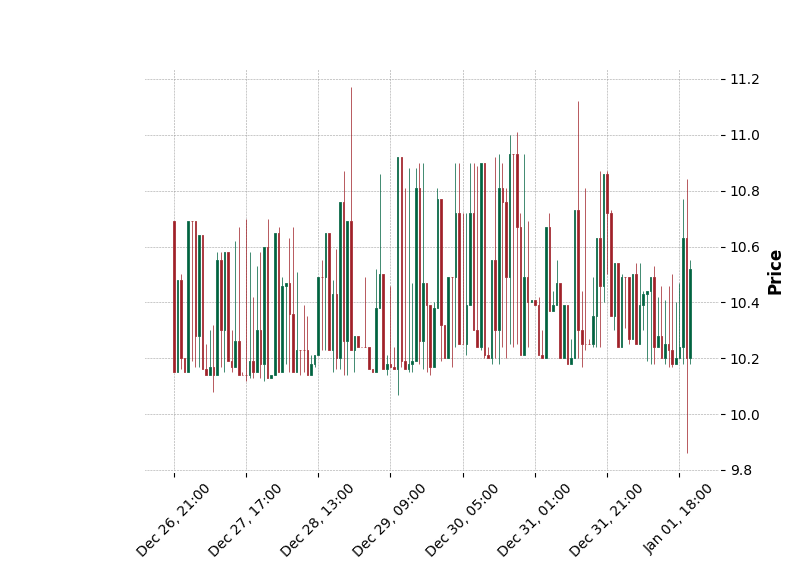 11.2
11.0
10.8
10.6
10.4
10.2
10.0
9.8
Price
Dec 26, 21:00
Dec 27, 17:00
Dec 28, 13:00
Dec 29, 09:00
Dec 30, 05:00
Dec 31, 01:00
Dec 31, 21:00
Jan 01, 18:00